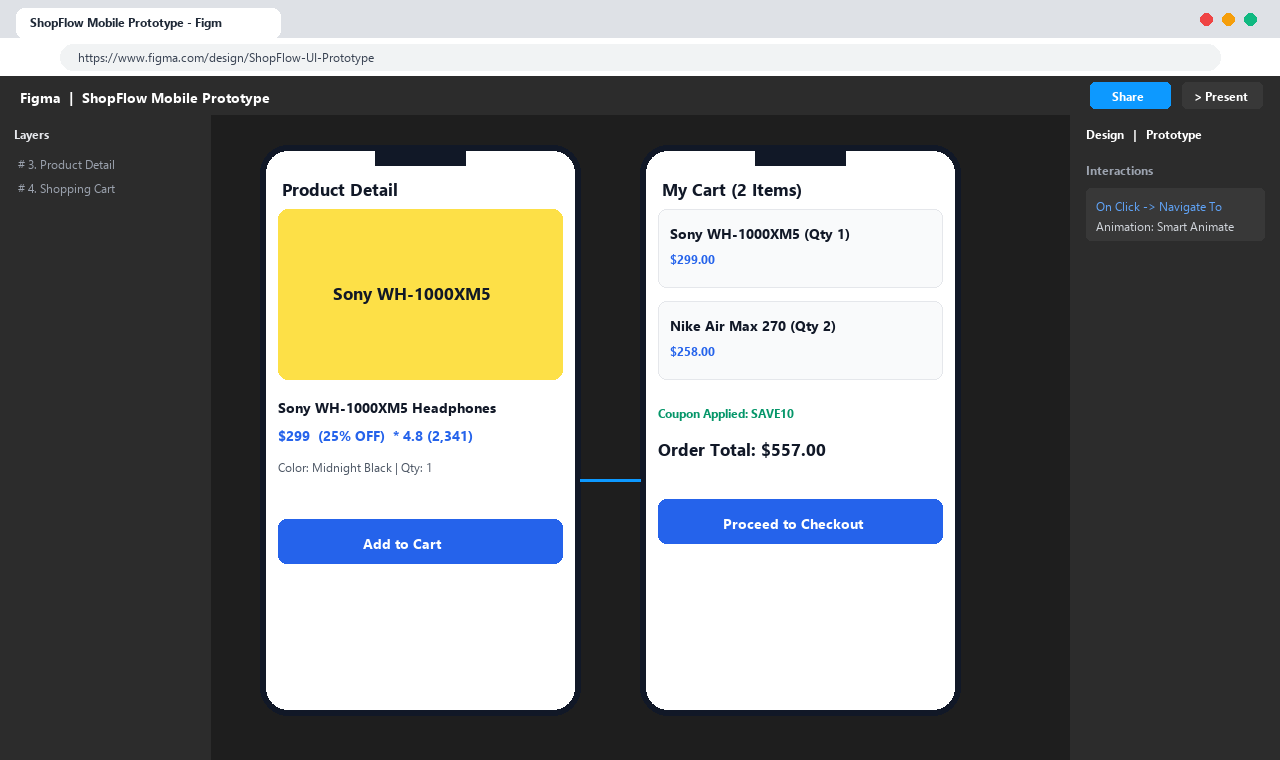 ShopFlow Mobile Prototype - Figm
https://www.figma.com/design/ShopFlow-UI-Prototype
Figma | ShopFlow Mobile Prototype
Share
> Present
Layers
# 3. Product Detail
# 4. Shopping Cart
Product Detail
Sony WH-1000XM5
Sony WH-1000XM5 Headphones
$299 (25% OFF) * 4.8 (2,341)
Color: Midnight Black | Qty: 1
Add to Cart
My Cart (2 Items)
Sony WH-1000XM5 (Qty 1)
$299.00
Nike Air Max 270 (Qty 2)
$258.00
Coupon Applied: SAVE10
Order Total: $557.00
Proceed to Checkout
Design | Prototype
Interactions
On Click -> Navigate To
Animation: Smart Animate